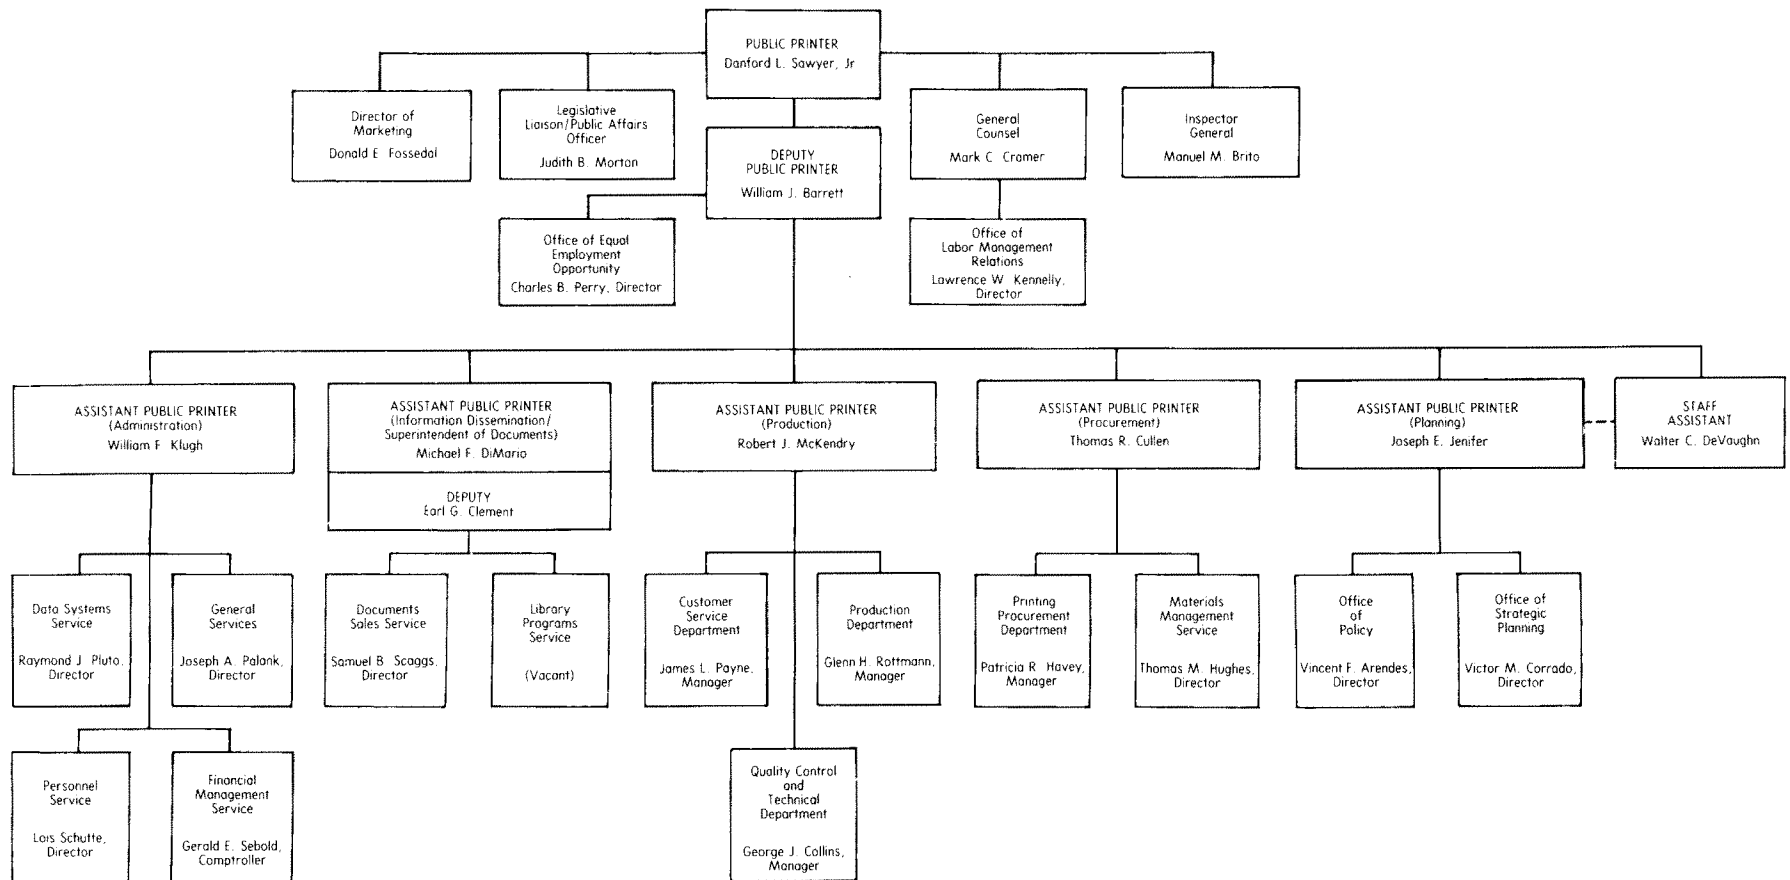 PUBLIC PRINTER
Danford L. Sawyer, Jr
Director of
Marketing
Donald E. Fossedal
Legislative
Liaison/Public Affairs
Officer
Judith B. Morton
General
Counsel
Mark C. Cramer
Inspector
General
Manuel M. Brito
DEPUTY
PUBLIC PRINTER
William J. Barrett
Office of Equal
Employment
Opportunity
Charles B. Perry, Director
Office of
Labor Management
Relations
Lawrence W. Kennelly,
Director
ASSISTANT PUBLIC PRINTER
(Administration)
William F. Klugh
ASSISTANT PUBLIC PRINTER
(Information Dissemination/
Superintendent of Documents)
Michael F. DiMario
DEPUTY
Earl G. Clement
ASSISTANT PUBLIC PRINTER
(Production)
Robert J. McKendry
ASSISTANT PUBLIC PRINTER
(Procurement)
Thomas R. Cullen
ASSISTANT PUBLIC PRINTER
(Planning)
Joseph E. Jenifer
STAFF
ASSISTANT
Walter C. DeVaughn
Data Systems
Service
Raymond J. Pluto,
Director
General
Services
Joseph A. Palank,
Director
Documents
Sales Service
Samuel B. Scaggs,
Director
Library
Programs
Service
(Vacant)
Customer
Service
Department
James L. Payne,
Manager
Production
Department
Glenn H. Rottmann,
Manager
Printing
Procurement
Department
Patricia R. Havey,
Manager
Materials
Management
Service
Thomas M. Hughes,
Director
Office
of
Policy
Vincent F. Arendes,
Director
Office of
Strategic
Planning
Victor M. Corrado,
Director
Personnel
Service
Lois Schutte,
Director
Financial
Management
Service
Gerald E. Sebold,
Comptroller
Quality Control
and
Technical
Department
George J. Collins,
Manager